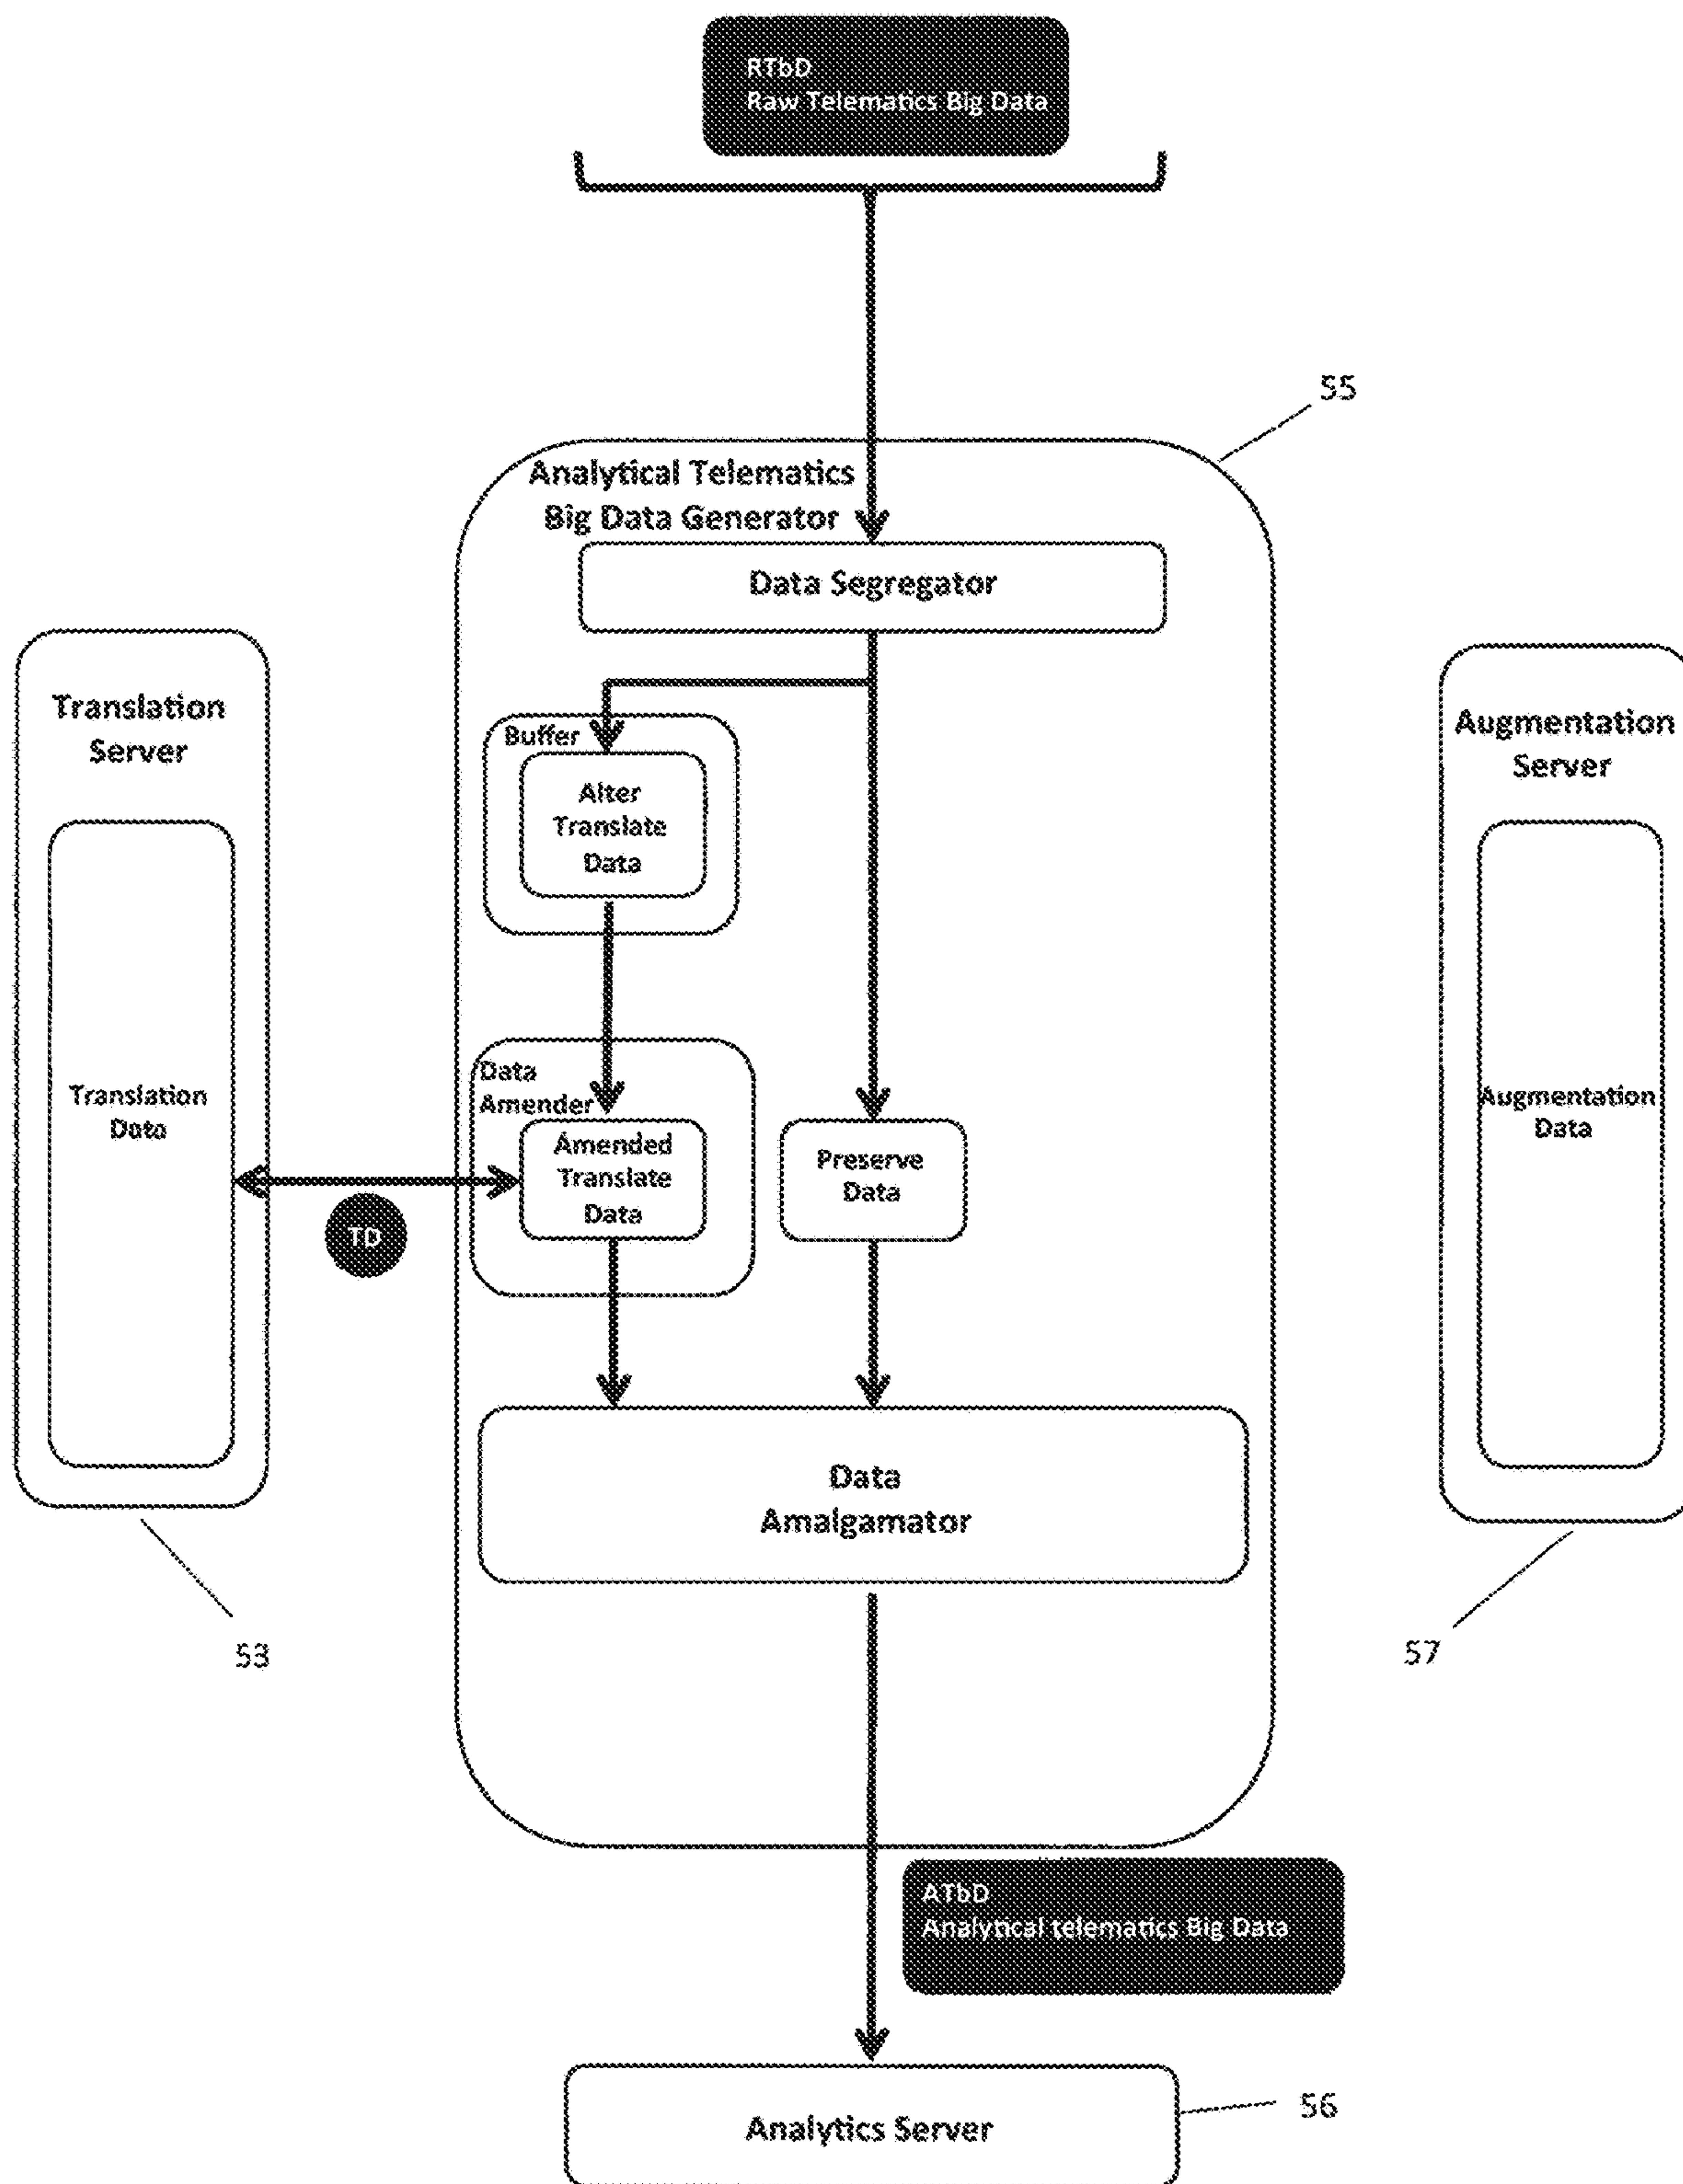 RTbD
Raw Telematics Big Data
55
Analytical Telematics
Big Data Generator
Data Segregator
Translation
Server
Augmentation
Server
Buffer
Alter
Translate
Data
Data
Amender
Translation
Data
Amended
Translate
Data
Preserve
Data
Augmentation
Data
TD
Data
Amalgamator
53
57
ATbD
Analytical telematics Big Data
Analytics Server
56